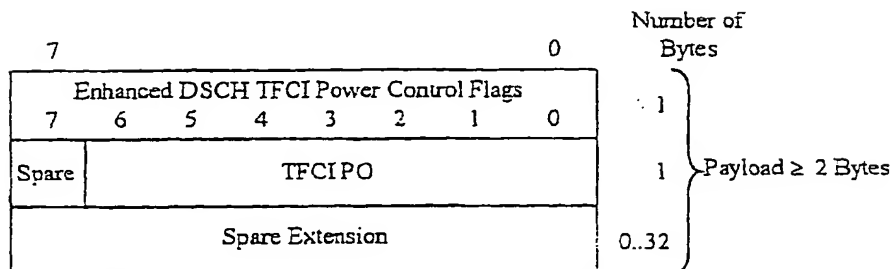 Number of
Bytes
7 0
Enhanced DSCH TFCI Power Control Flags
7 6 5 4 3 2 1 0
1
Spare TFCI PO
1
Payload ≥ 2 Bytes
Spare Extension
0..32